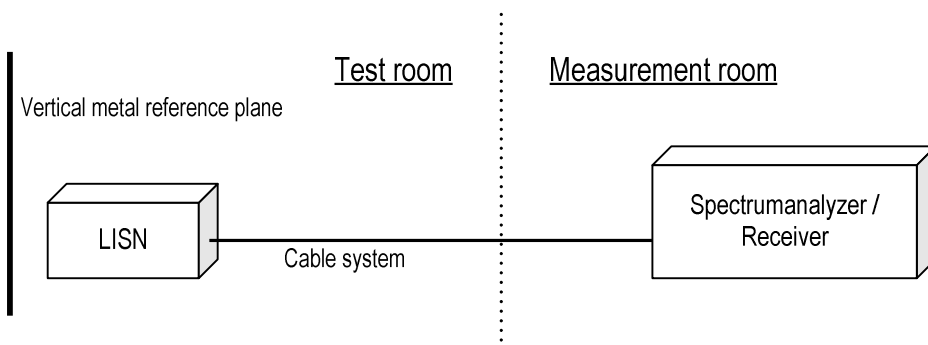 Test room
Measurement room
Vertical metal reference plane
LISN
Cable system
Spectrumanalyzer /
Receiver